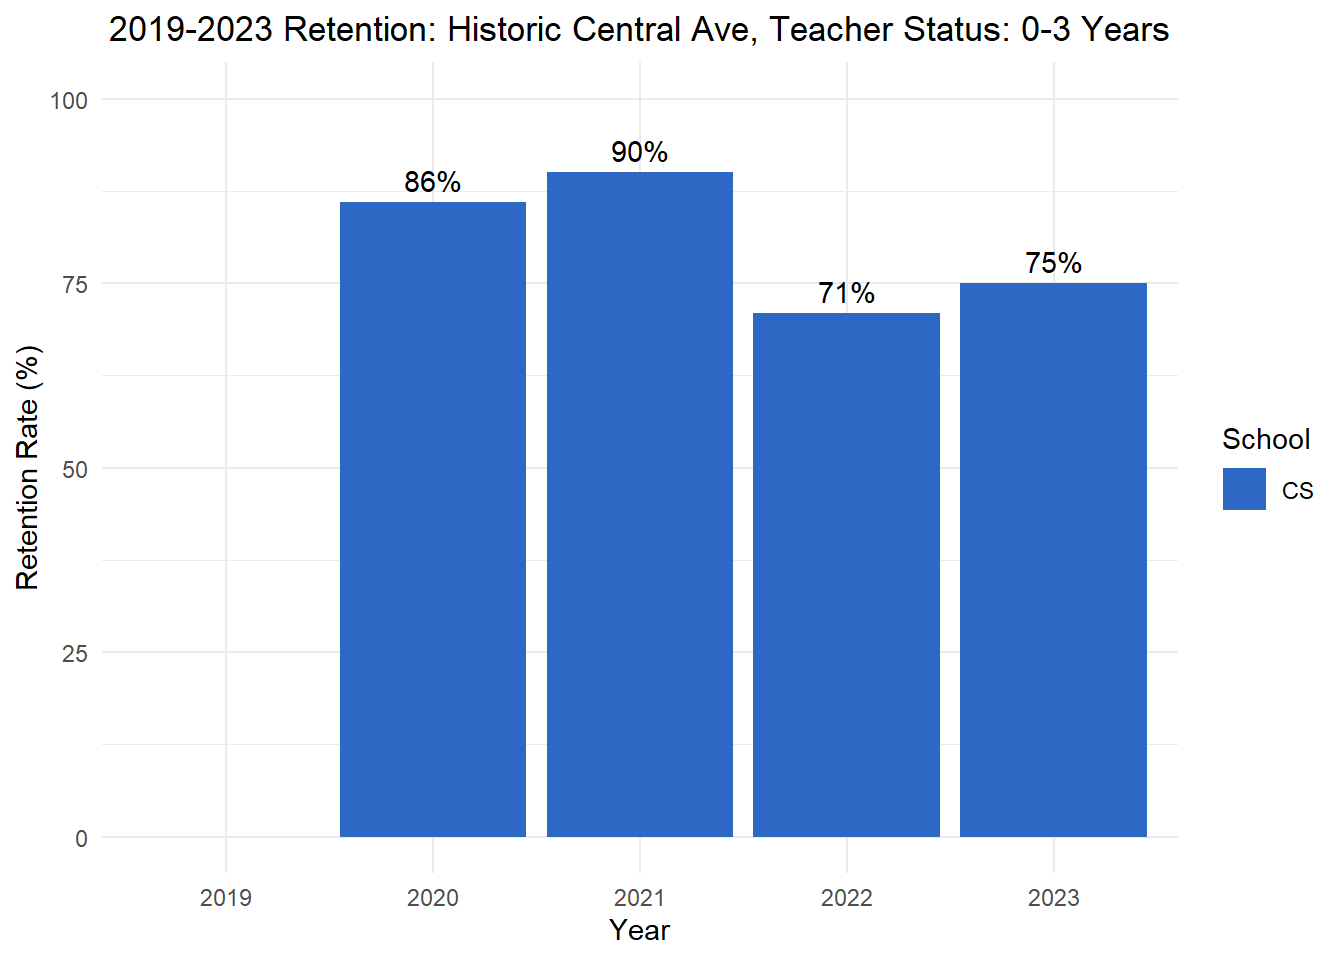 2019-2023 Retention: Historic Central Ave, Teacher Status: 0-3 Years
100
75
50
25
0
Retention Rate (%)
86%
90%
71%
75%
2019
2020
2021
2022
2023
Year
School
CS